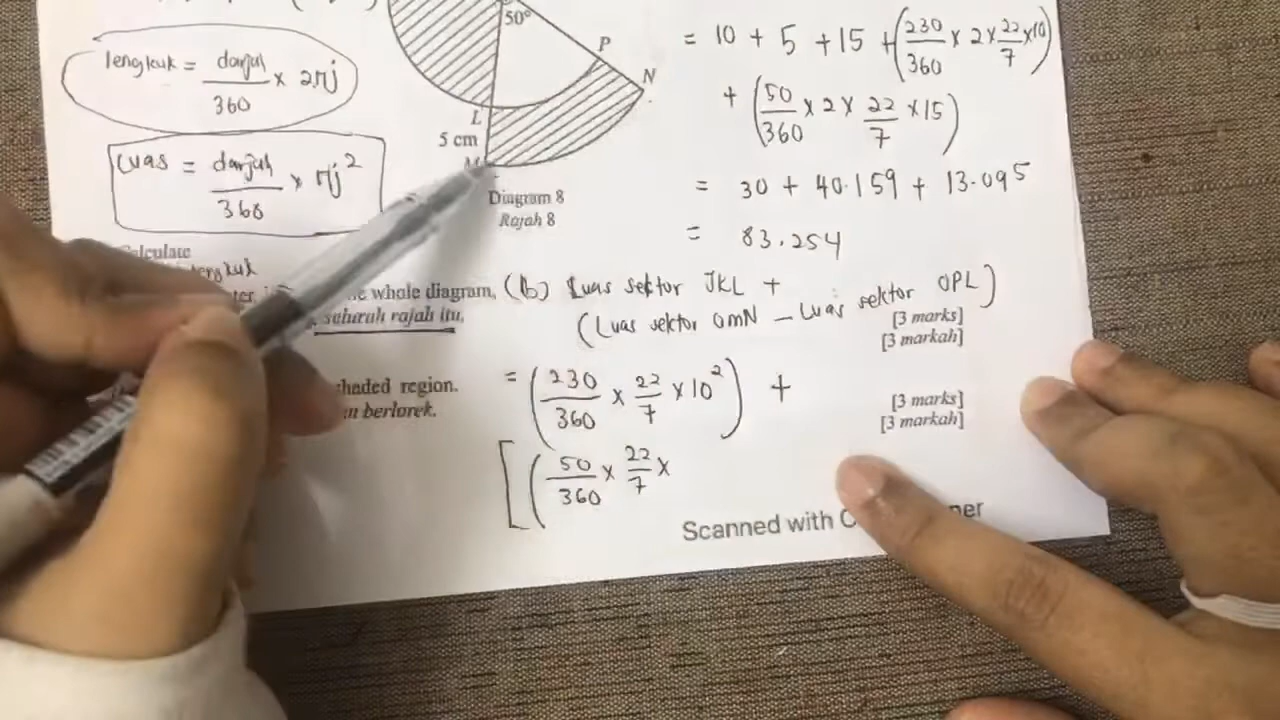 lengkuk = darjah/360 × 2πj
Luas = darjah/360 × πj²
50°
P
N
L
5 cm
M
Diagram 8
Rajah 8
= 10 + 5 + 15 + (230/360 × 2 × 22/7 × 10)
+ (50/360 × 2 × 22/7 × 15)
= 30 + 40.159 + 13.095
= 83.254
Calculate
lengkuk
whole diagram,
seluruh rajah itu,
(b) Luas sektor JKL +
(Luas sektor OMN – Luas sektor OPL)
[3 marks]
[3 markah]
shaded region.
berlorek.
= (230/360 × 22/7 × 10²) +
[(50/360 × 22/7 ×
[3 marks]
[3 markah]
Scanned with